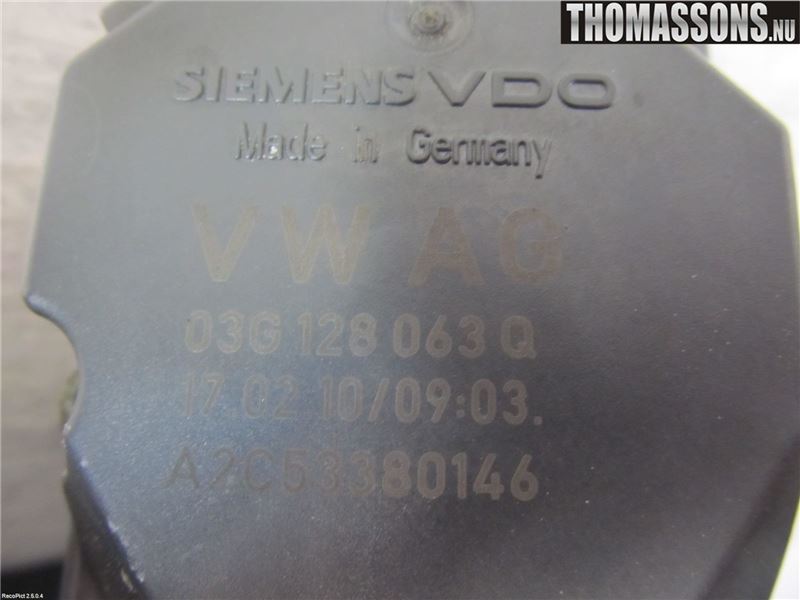 THOMASSONS.NU
SIEMENS VDO
Made in Germany
VW AG
03G 128 063 Q
17.02 10/09:03.
A2C53380146
RecoPict 2.5.0.4